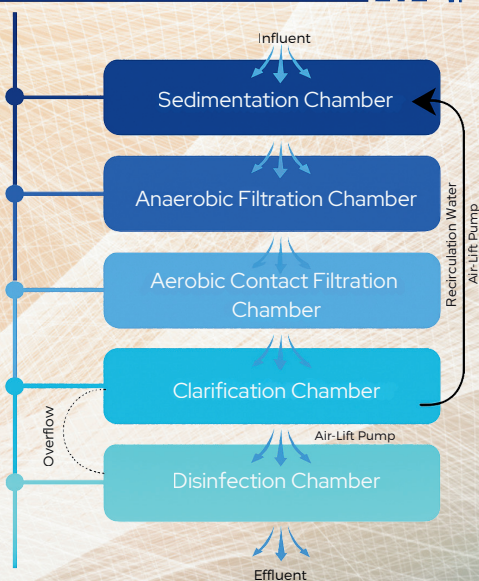 Influent
Sedimentation Chamber
Anaerobic Filtration Chamber
Aerobic Contact Filtration
Chamber
Clarification Chamber
Recirculation Water
Air-Lift Pump
Overflow
Air-Lift Pump
Disinfection Chamber
Effluent